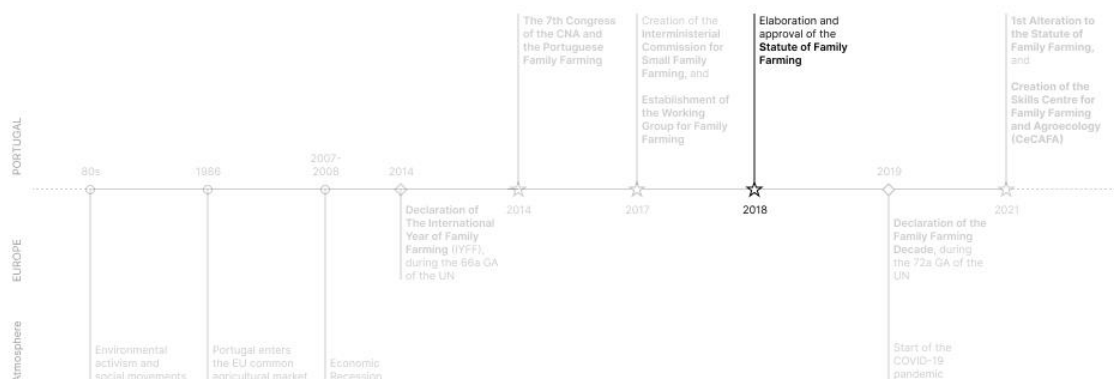 The 7th Congress
of the CNA and
the Portuguese
Family Farming
Creation of the
Interministerial
Commission for
Small Family
Farming, and
Establishment of
the Working
Group for Family
Farming
Elaboration and
approval of the
Statute of Family
Farming
1st Alteration to
the Statute of
Family Farming,
and
Creation of the
Skills Centre for
Family Farming
and Agroecology
(CeCAFA)
PORTUGAL
80s
1986
2007-
2008
2014
2019
2014
2017
2018
2021
EUROPE
Declaration of
The International
Year of Family
Farming (IYFF),
during the 66a GA
of the UN
Declaration of the
Family Farming
Decade, during
the 72a GA of the
UN
Atmosphere
Environmental
activism and
social movements
Portugal enters
the EU common
agricultural market
Economic
Recession
Start of the
COVID-19
pandemic